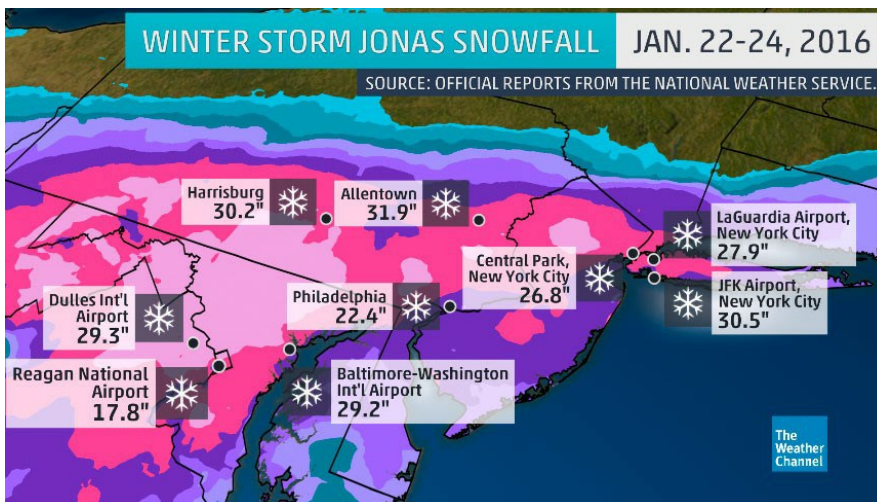 WINTER STORM JONAS SNOWFALL
JAN. 22-24, 2016
SOURCE: OFFICIAL REPORTS FROM THE NATIONAL WEATHER SERVICE.
Harrisburg
30.2"
Allentown
31.9"
LaGuardia Airport,
New York City
27.9"
Central Park,
New York City
26.8"
JFK Airport,
New York City
30.5"
Dulles Int'l
Airport
29.3"
Philadelphia
22.4"
Reagan National
Airport
17.8"
Baltimore-Washington
Int'l Airport
29.2"
The
Weather
Channel